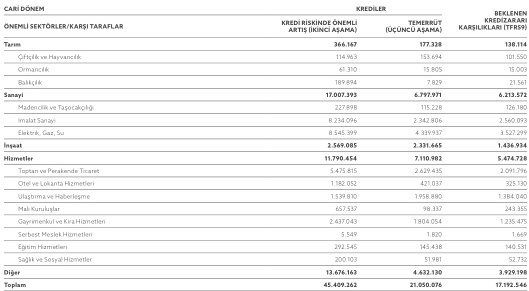 CARİ DÖNEM KREDİLER
ÖNEMLİ SEKTÖRLER/KARŞI TARAFLAR KREDİ RİSKİNDE ÖNEMLİ ARTIŞ (İKİNCİ AŞAMA) TEMERRÜT (ÜÇÜNCÜ AŞAMA) BEKLENEN KREDİZARARI KARŞILIKLARI (TFRS9)
Tarım 366.167 177.328 138.114
Çiftçilik ve Hayvancılık 114.963 153.694 101.550
Ormancılık 61.310 15.805 15.003
Balıkçılık 189.894 7.829 21.561
Sanayi 17.007.393 6.797.971 6.213.572
Madencilik ve Taşocakçılığı 227.898 115.228 126.180
İmalat Sanayi 8.234.096 2.342.806 2.560.093
Elektrik, Gaz, Su 8.545.399 4.339.937 3.527.299
İnşaat 2.569.085 2.331.665 1.436.934
Hizmetler 11.790.454 7.110.982 5.474.728
Toptan ve Perakende Ticaret 5.475.815 2.629.435 2.091.796
Otel ve Lokanta Hizmetleri 1.182.052 421.037 325.130
Ulaştırma ve Haberleşme 1.539.810 1.958.880 1.384.040
Mali Kuruluşlar 657.537 98.337 243.355
Gayrimenkul ve Kira Hizmetleri 2.437.043 1.804.054 1.235.475
Serbest Meslek Hizmetleri 5.549 1.820 1.669
Eğitim Hizmetleri 292.545 145.438 140.531
Sağlık ve Sosyal Hizmetler 200.103 51.981 52.732
Diğer 13.676.163 4.632.130 3.929.198
Toplam 45.409.262 21.050.076 17.192.546